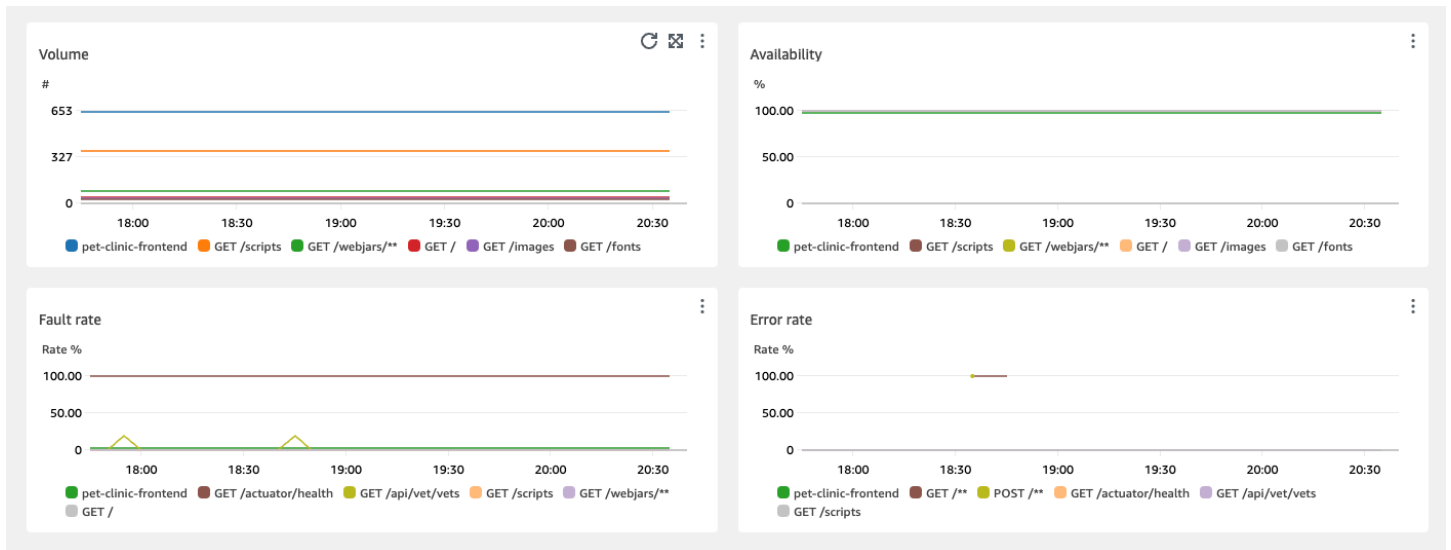 Volume
#
653
327
0
18:00 18:30 19:00 19:30 20:00 20:30
pet-clinic-frontend GET /scripts GET /webjars/** GET / GET /images GET /fonts
Availability
%
100.00
50.00
0
18:00 18:30 19:00 19:30 20:00 20:30
pet-clinic-frontend GET /scripts GET /webjars/** GET / GET /images GET /fonts
Fault rate
Rate %
100.00
50.00
0
18:00 18:30 19:00 19:30 20:00 20:30
pet-clinic-frontend GET /actuator/health GET /api/vet/vets GET /scripts GET /webjars/**
GET /
Error rate
Rate %
100.00
50.00
0
18:00 18:30 19:00 19:30 20:00 20:30
pet-clinic-frontend GET /** POST /** GET /actuator/health GET /api/vet/vets
GET /scripts